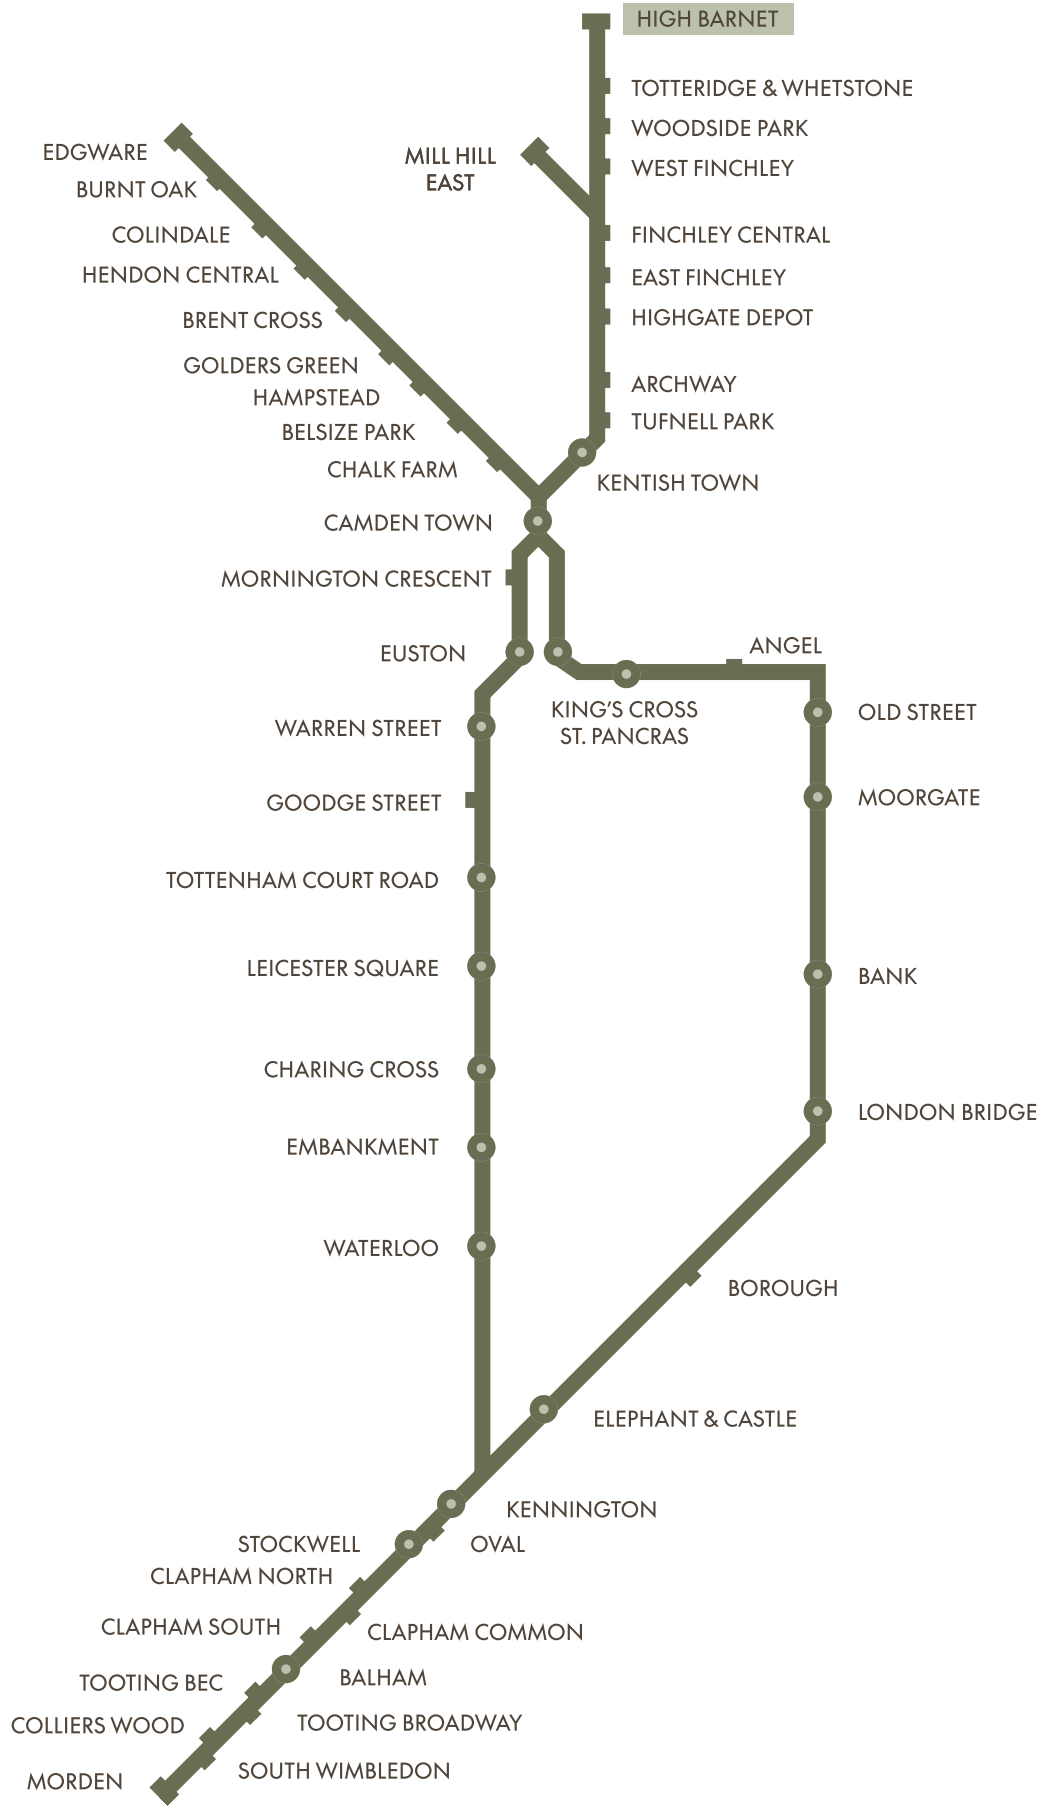 HIGH BARNET
TOTTERIDGE & WHETSTONE
WOODSIDE PARK
WEST FINCHLEY
MILL HILL
EAST
FINCHLEY CENTRAL
EAST FINCHLEY
HIGHGATE DEPOT
ARCHWAY
TUFNELL PARK
KENTISH TOWN
EDGWARE
BURNT OAK
COLINDALE
HENDON CENTRAL
BRENT CROSS
GOLDERS GREEN
HAMPSTEAD
BELSIZE PARK
CHALK FARM
CAMDEN TOWN
MORNINGTON CRESCENT
EUSTON
WARREN STREET
GOODGE STREET
TOTTENHAM COURT ROAD
LEICESTER SQUARE
CHARING CROSS
EMBANKMENT
WATERLOO
KING'S CROSS
ST. PANCRAS
ANGEL
OLD STREET
MOORGATE
BANK
LONDON BRIDGE
BOROUGH
ELEPHANT & CASTLE
KENNINGTON
OVAL
STOCKWELL
CLAPHAM NORTH
CLAPHAM COMMON
CLAPHAM SOUTH
BALHAM
TOOTING BEC
TOOTING BROADWAY
COLLIERS WOOD
SOUTH WIMBLEDON
MORDEN